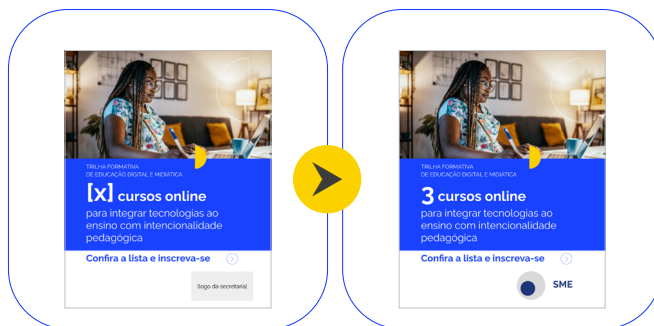 TRILHA FORMATIVA
DE EDUCAÇÃO DIGITAL E MIDIÁTICA
[x] cursos online
para integrar tecnologias ao
ensino com intencionalidade
pedagógica
Confira a lista e inscreva-se
[logo da secretaria]
TRILHA FORMATIVA
DE EDUCAÇÃO DIGITAL E MIDIÁTICA
3 cursos online
para integrar tecnologias ao
ensino com intencionalidade
pedagógica
Confira a lista e inscreva-se
SME